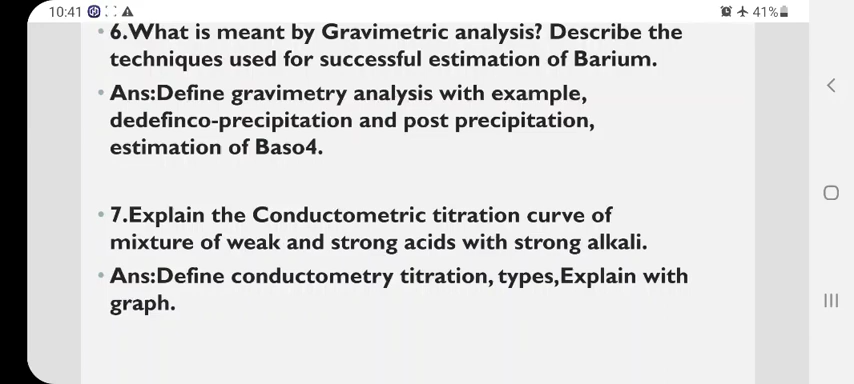 10:41
41%
6.What is meant by Gravimetric analysis? Describe the
techniques used for successful estimation of Barium.
Ans:Define gravimetry analysis with example,
dedefinco-precipitation and post precipitation,
estimation of Baso4.
7.Explain the Conductometric titration curve of
mixture of weak and strong acids with strong alkali.
Ans:Define conductometry titration, types,Explain with
graph.